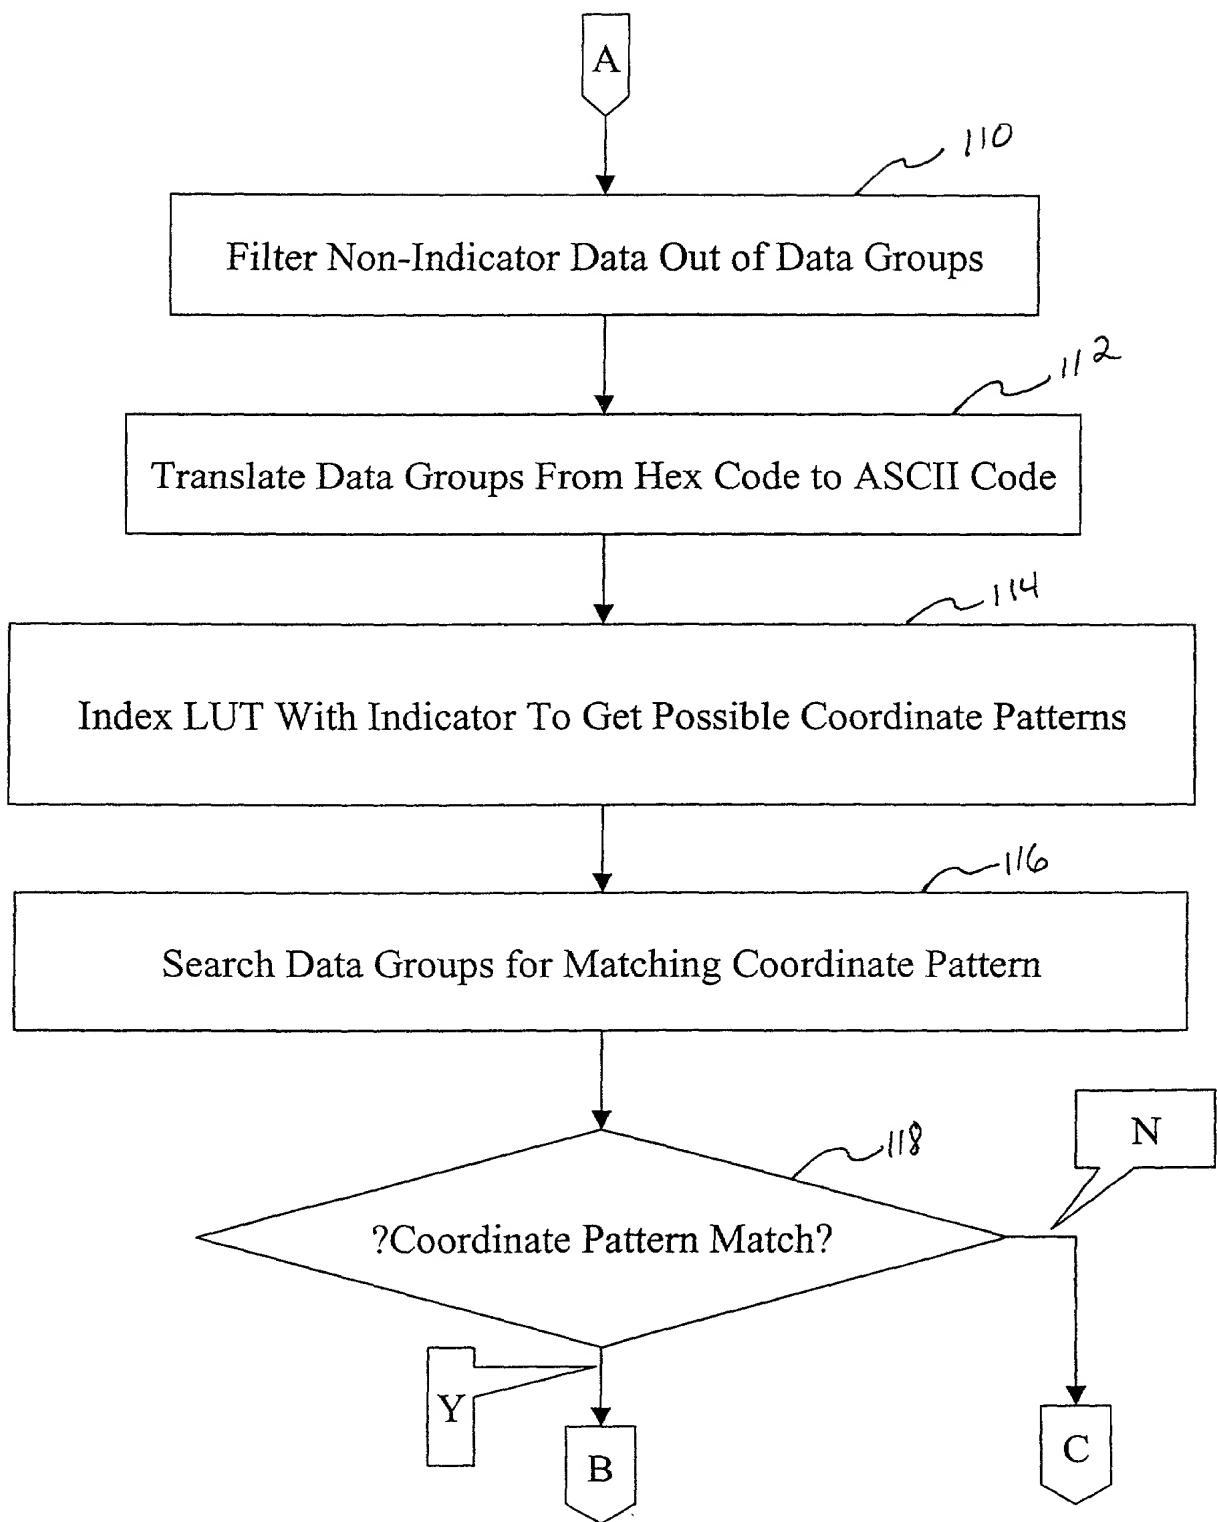 A
110
Filter Non-Indicator Data Out of Data Groups
112
Translate Data Groups From Hex Code to ASCII Code
114
Index LUT With Indicator To Get Possible Coordinate Patterns
116
Search Data Groups for Matching Coordinate Pattern
118
N
?Coordinate Pattern Match?
Y
B
C